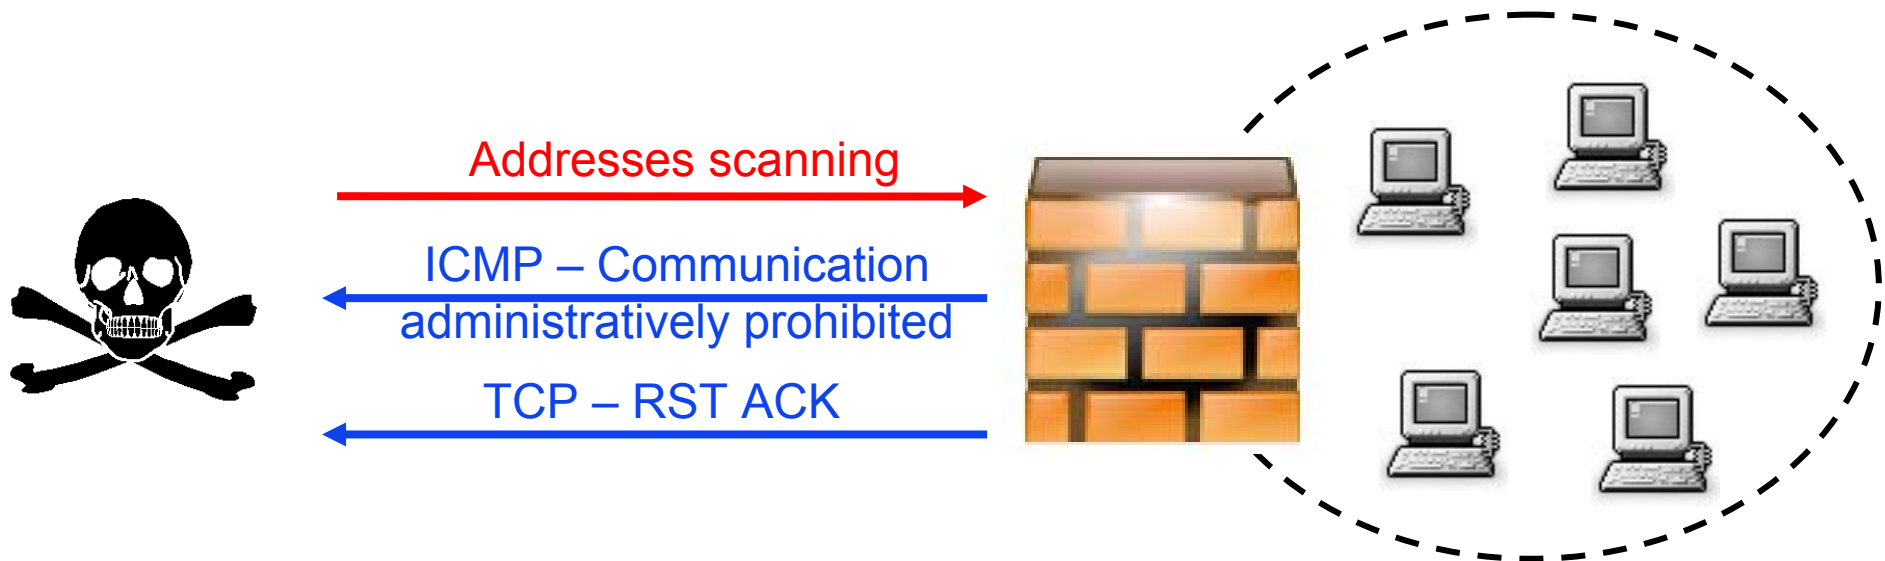 Addresses scanning
ICMP – Communication
administratively prohibited
TCP – RST ACK